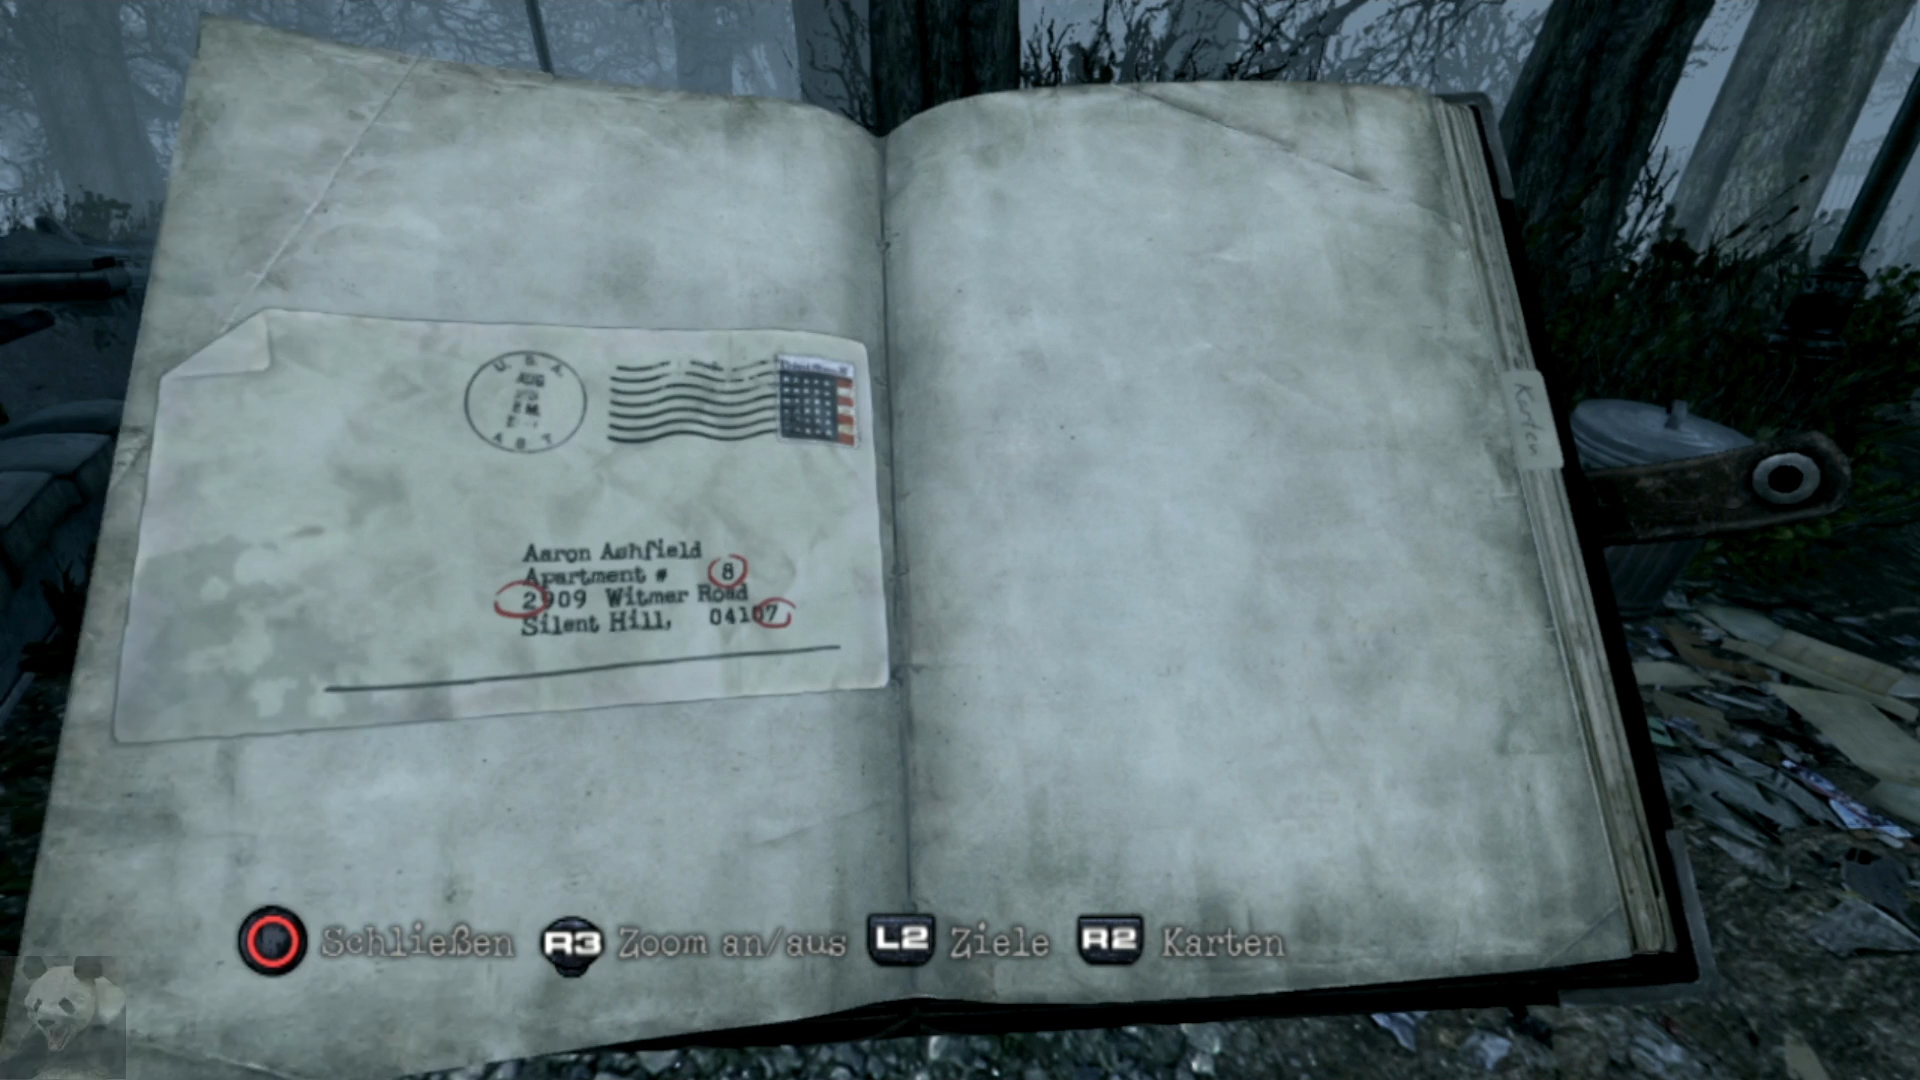 U.S.A.
AUG
Aaron Ashfield
Apartment # 8
2909 Witmer Road
Silent Hill, 04107
Karten
Schließen R3 Zoom an/aus L2 Ziele R2 Karten